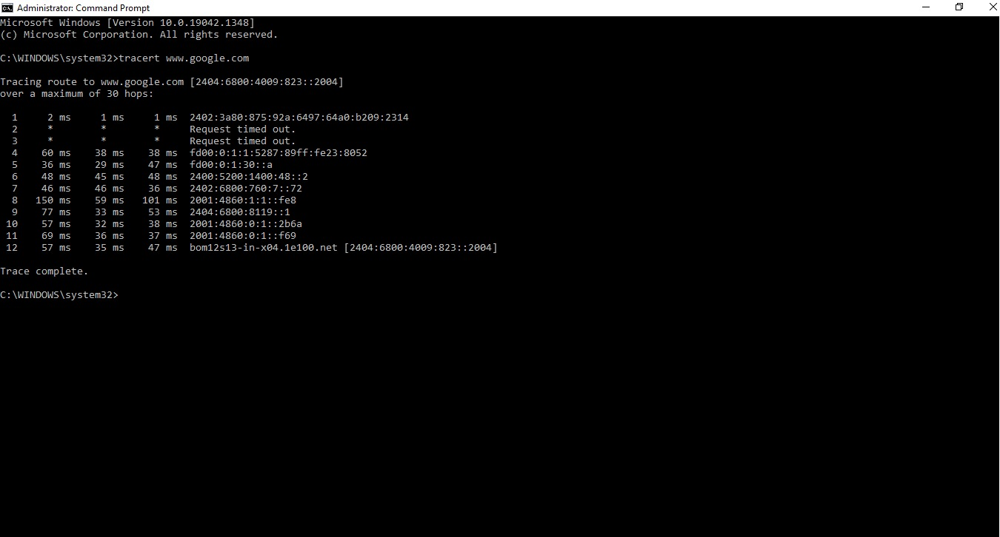 Administrator: Command Prompt
Microsoft Windows [Version 10.0.19042.1348]
(c) Microsoft Corporation. All rights reserved.
C:\WINDOWS\system32>tracert www.google.com
Tracing route to www.google.com [2404:6800:4009:823::2004]
over a maximum of 30 hops:
1 2 ms 1 ms 1 ms 2402:3a80:875:92a:6497:64a0:b209:2314
2 * * * Request timed out.
3 * * * Request timed out.
4 60 ms 38 ms 38 ms fd00:0:1:1:5287:89ff:fe23:8052
5 36 ms 29 ms 47 ms fd00:0:1:30::a
6 48 ms 45 ms 48 ms 2400:5200:1400:48::2
7 46 ms 46 ms 36 ms 2402:6800:760:7::72
8 150 ms 59 ms 101 ms 2001:4860:1:1::fe8
9 77 ms 33 ms 53 ms 2404:6800:8119::1
10 57 ms 32 ms 38 ms 2001:4860:0:1::2b6a
11 69 ms 36 ms 37 ms 2001:4860:0:1::f69
12 57 ms 35 ms 47 ms bom12s13-in-x04.1e100.net [2404:6800:4009:823::2004]
Trace complete.
C:\WINDOWS\system32>